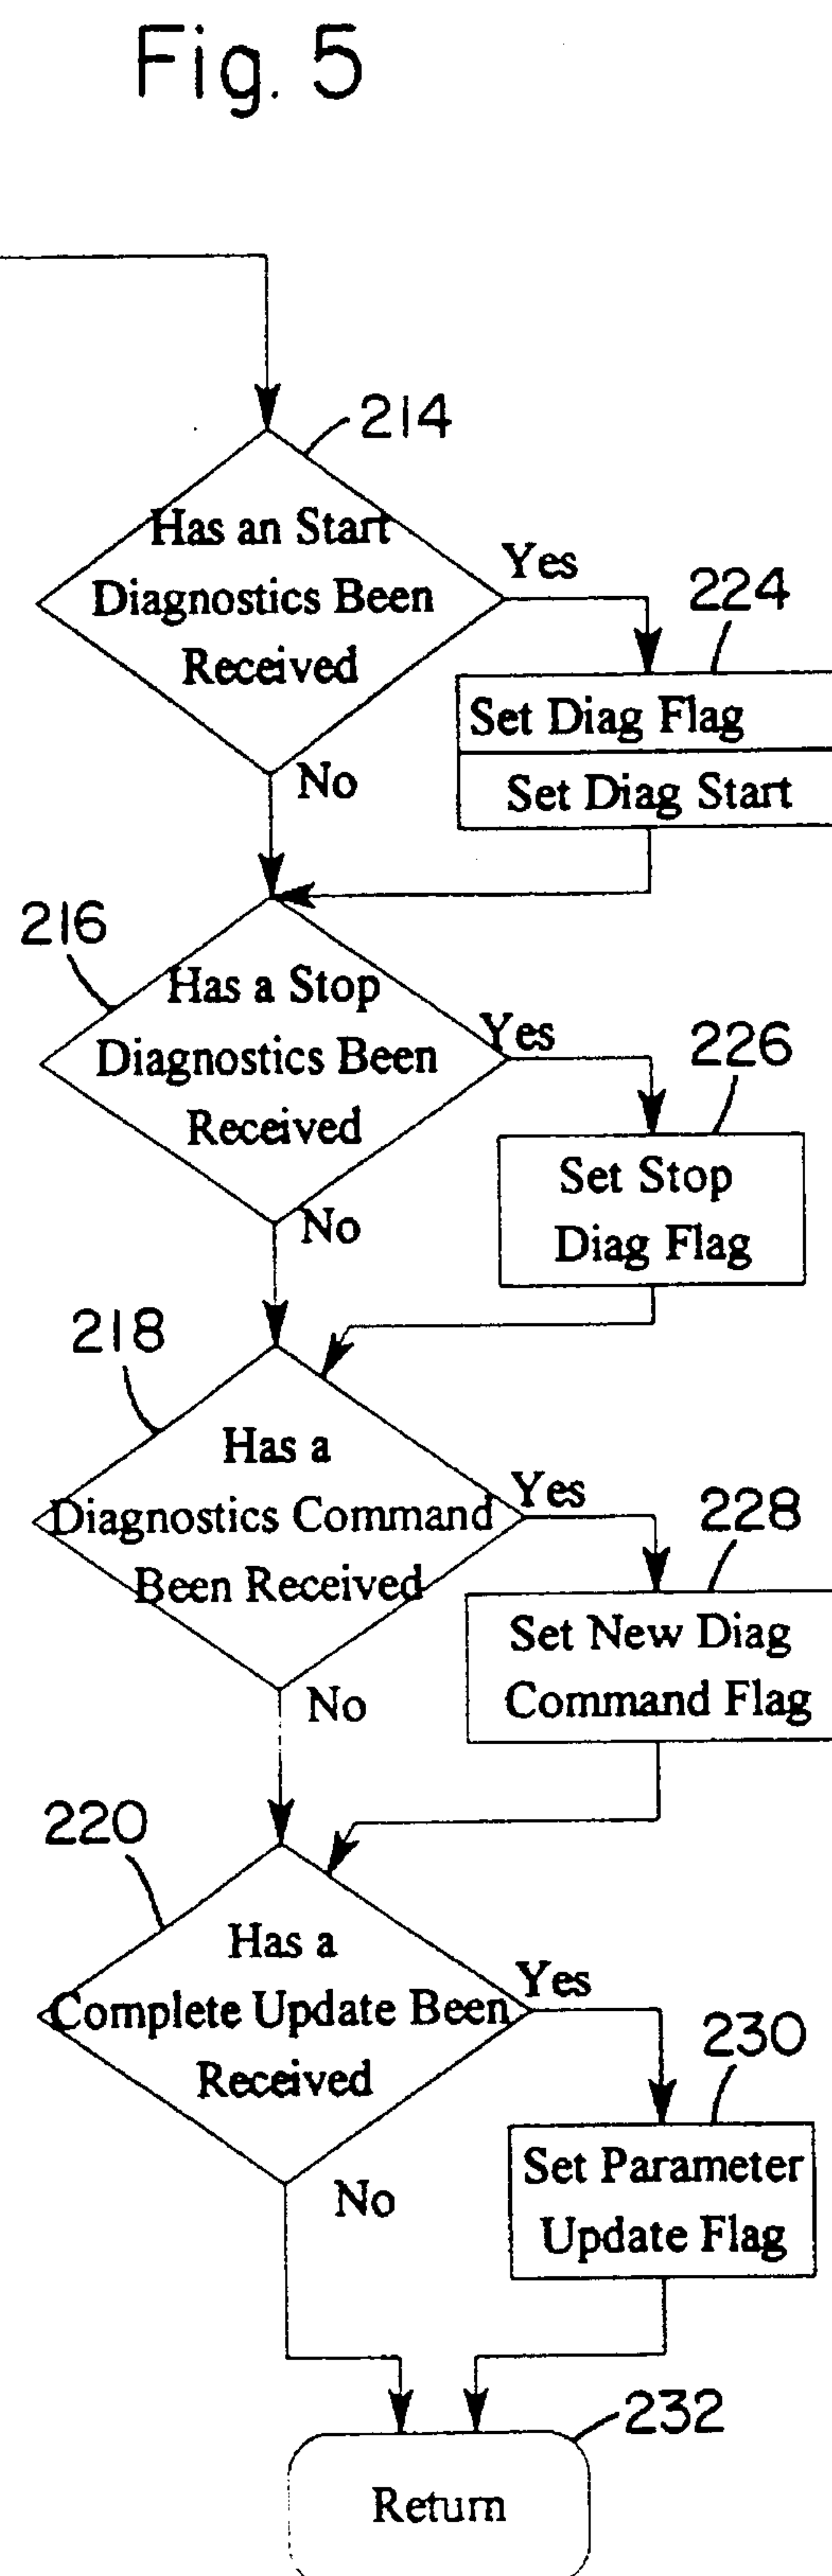 Fig. 5
214
Has an Start
Diagnostics Been
Received
Yes
224
Set Diag Flag
Set Diag Start
No
216
Has a Stop
Diagnostics Been
Received
Yes
226
Set Stop
Diag Flag
No
218
Has a
Diagnostics Command
Been Received
Yes
228
Set New Diag
Command Flag
No
220
Has a
Complete Update Been
Received
Yes
230
Set Parameter
Update Flag
No
232
Return